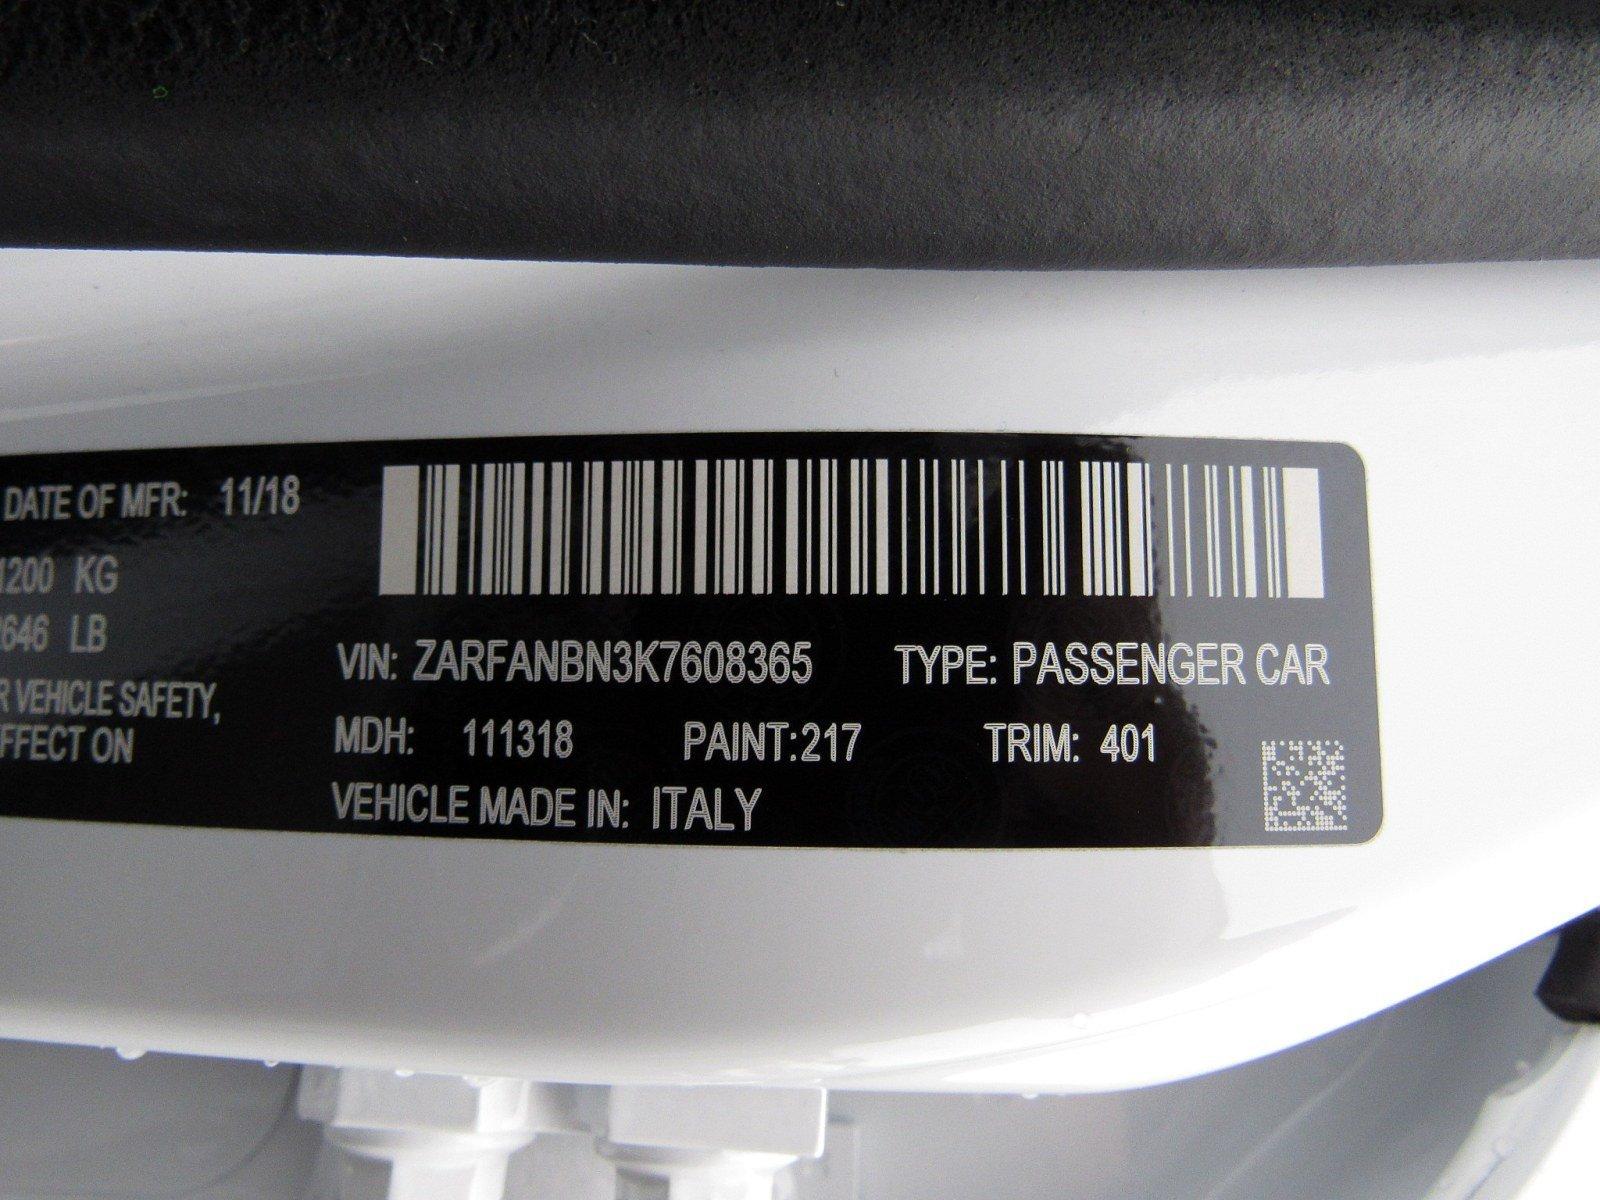 DATE OF MFR: 11/18
1200 KG
2646 LB
R VEHICLE SAFETY,
FFECT ON
VIN: ZARFANBN3K7608365 TYPE: PASSENGER CAR
MDH: 111318 PAINT:217 TRIM: 401
VEHICLE MADE IN: ITALY